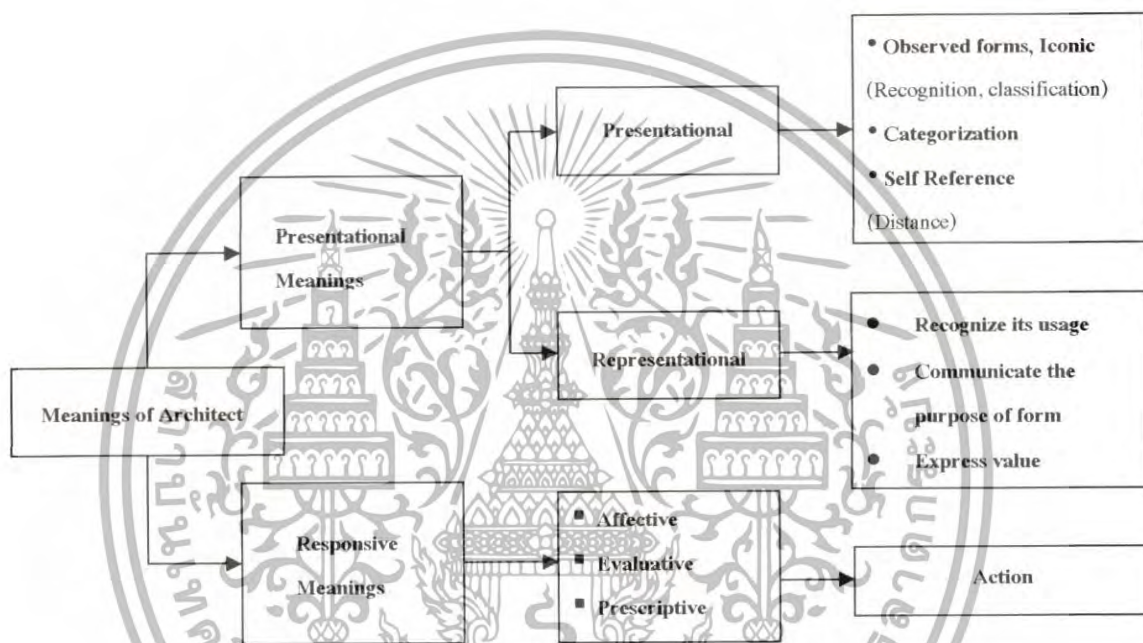 • Observed forms, Iconic
(Recognition, classification)
• Categorization
• Self Reference
(Distance)
Presentational
Presentational
Meanings
Representational
● Recognize its usage
● Communicate the
purpose of form
● Express value
Meanings of Architect
Responsive
Meanings
■ Affective
■ Evaluative
■ Prescriptive
Action